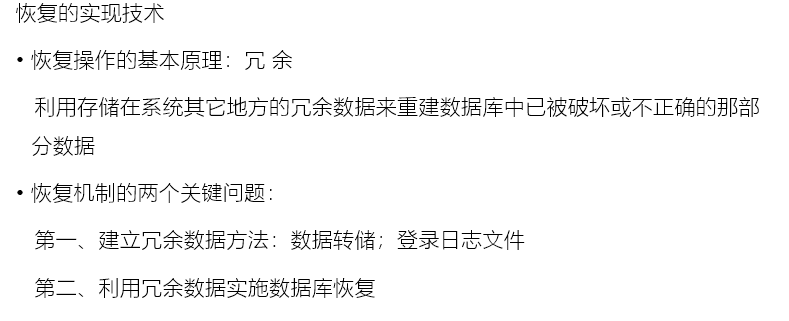 恢复的实现技术
• 恢复操作的基本原理：冗 余
利用存储在系统其它地方的冗余数据来重建数据库中已被破坏或不正确的那部
分数据
• 恢复机制的两个关键问题：
第一、建立冗余数据方法：数据转储；登录日志文件
第二、利用冗余数据实施数据库恢复